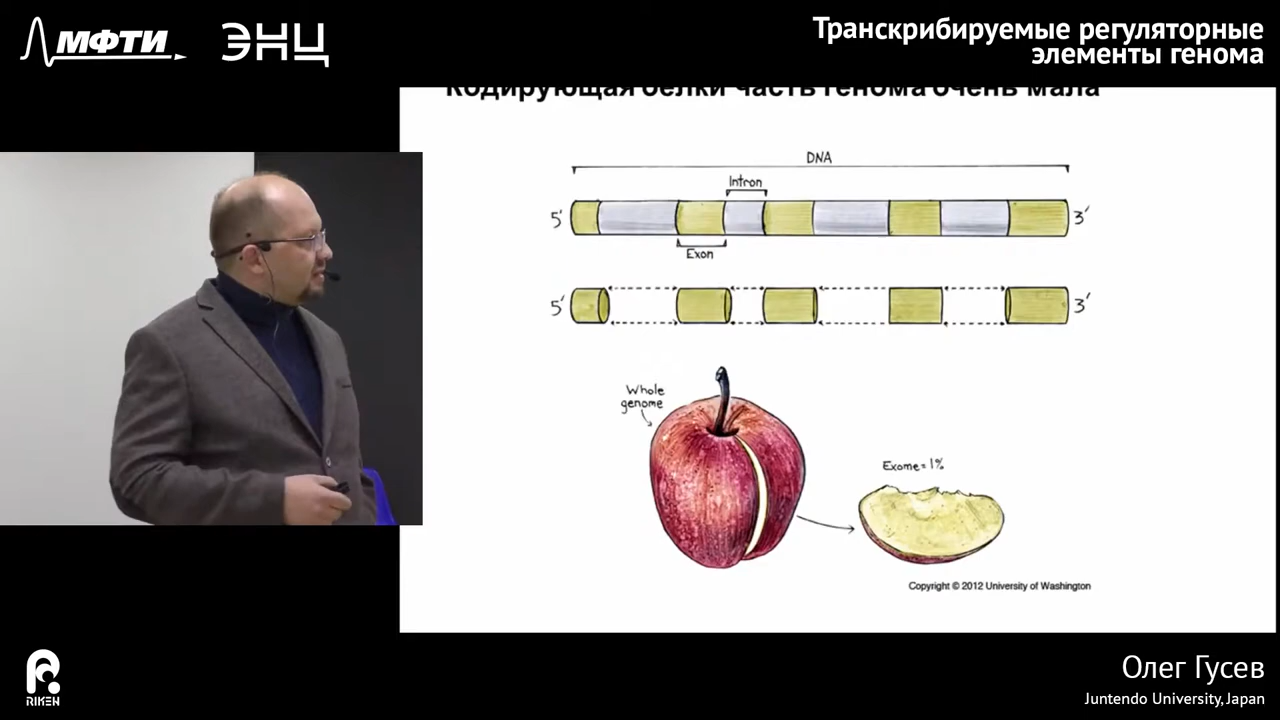 МФТИ
ЭНЦ
Транскрибируемые регуляторные
элементы генома
Кодирующая белки часть генома очень мала
DNA
Intron
5' 3'
Exon
5' 3'
Whole
genome
Exome = 1%
Copyright © 2012 University of Washington
RIKEN
Олег Гусев
Juntendo University, Japan